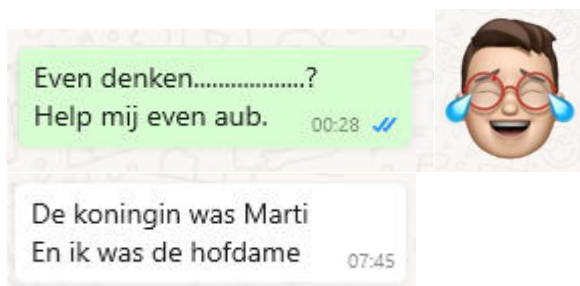 Even denken..................?
Help mij even aub. 00:28
De koningin was Marti
En ik was de hofdame 07:45